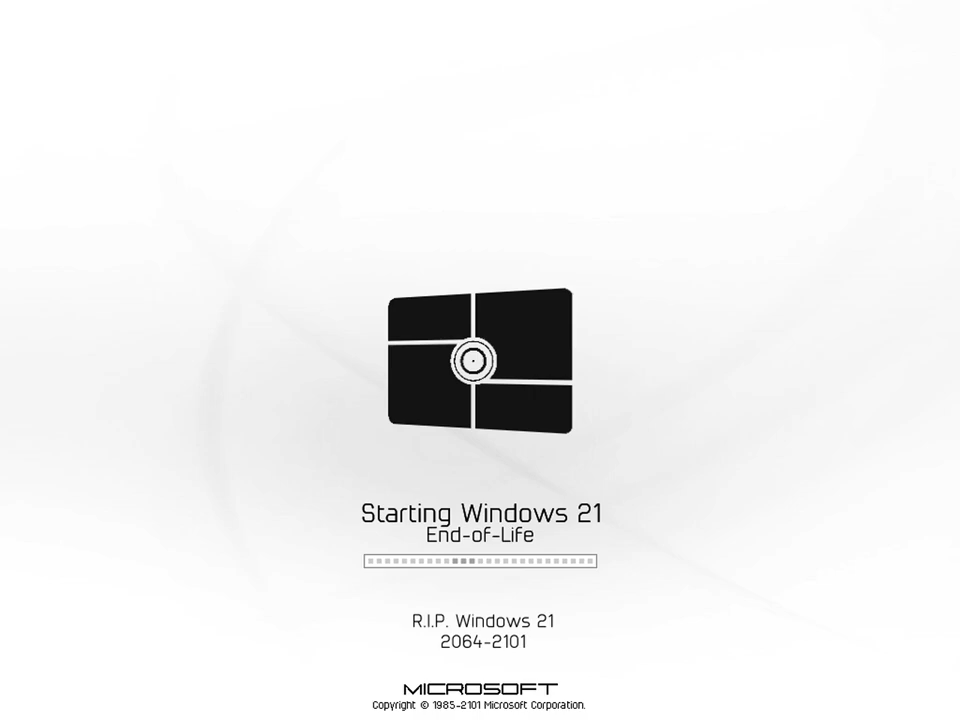 Starting Windows 21
End-of-Life
R.I.P. Windows 21
2064-2101
MICROSOFT
Copyright © 1985-2101 Microsoft Corporation.